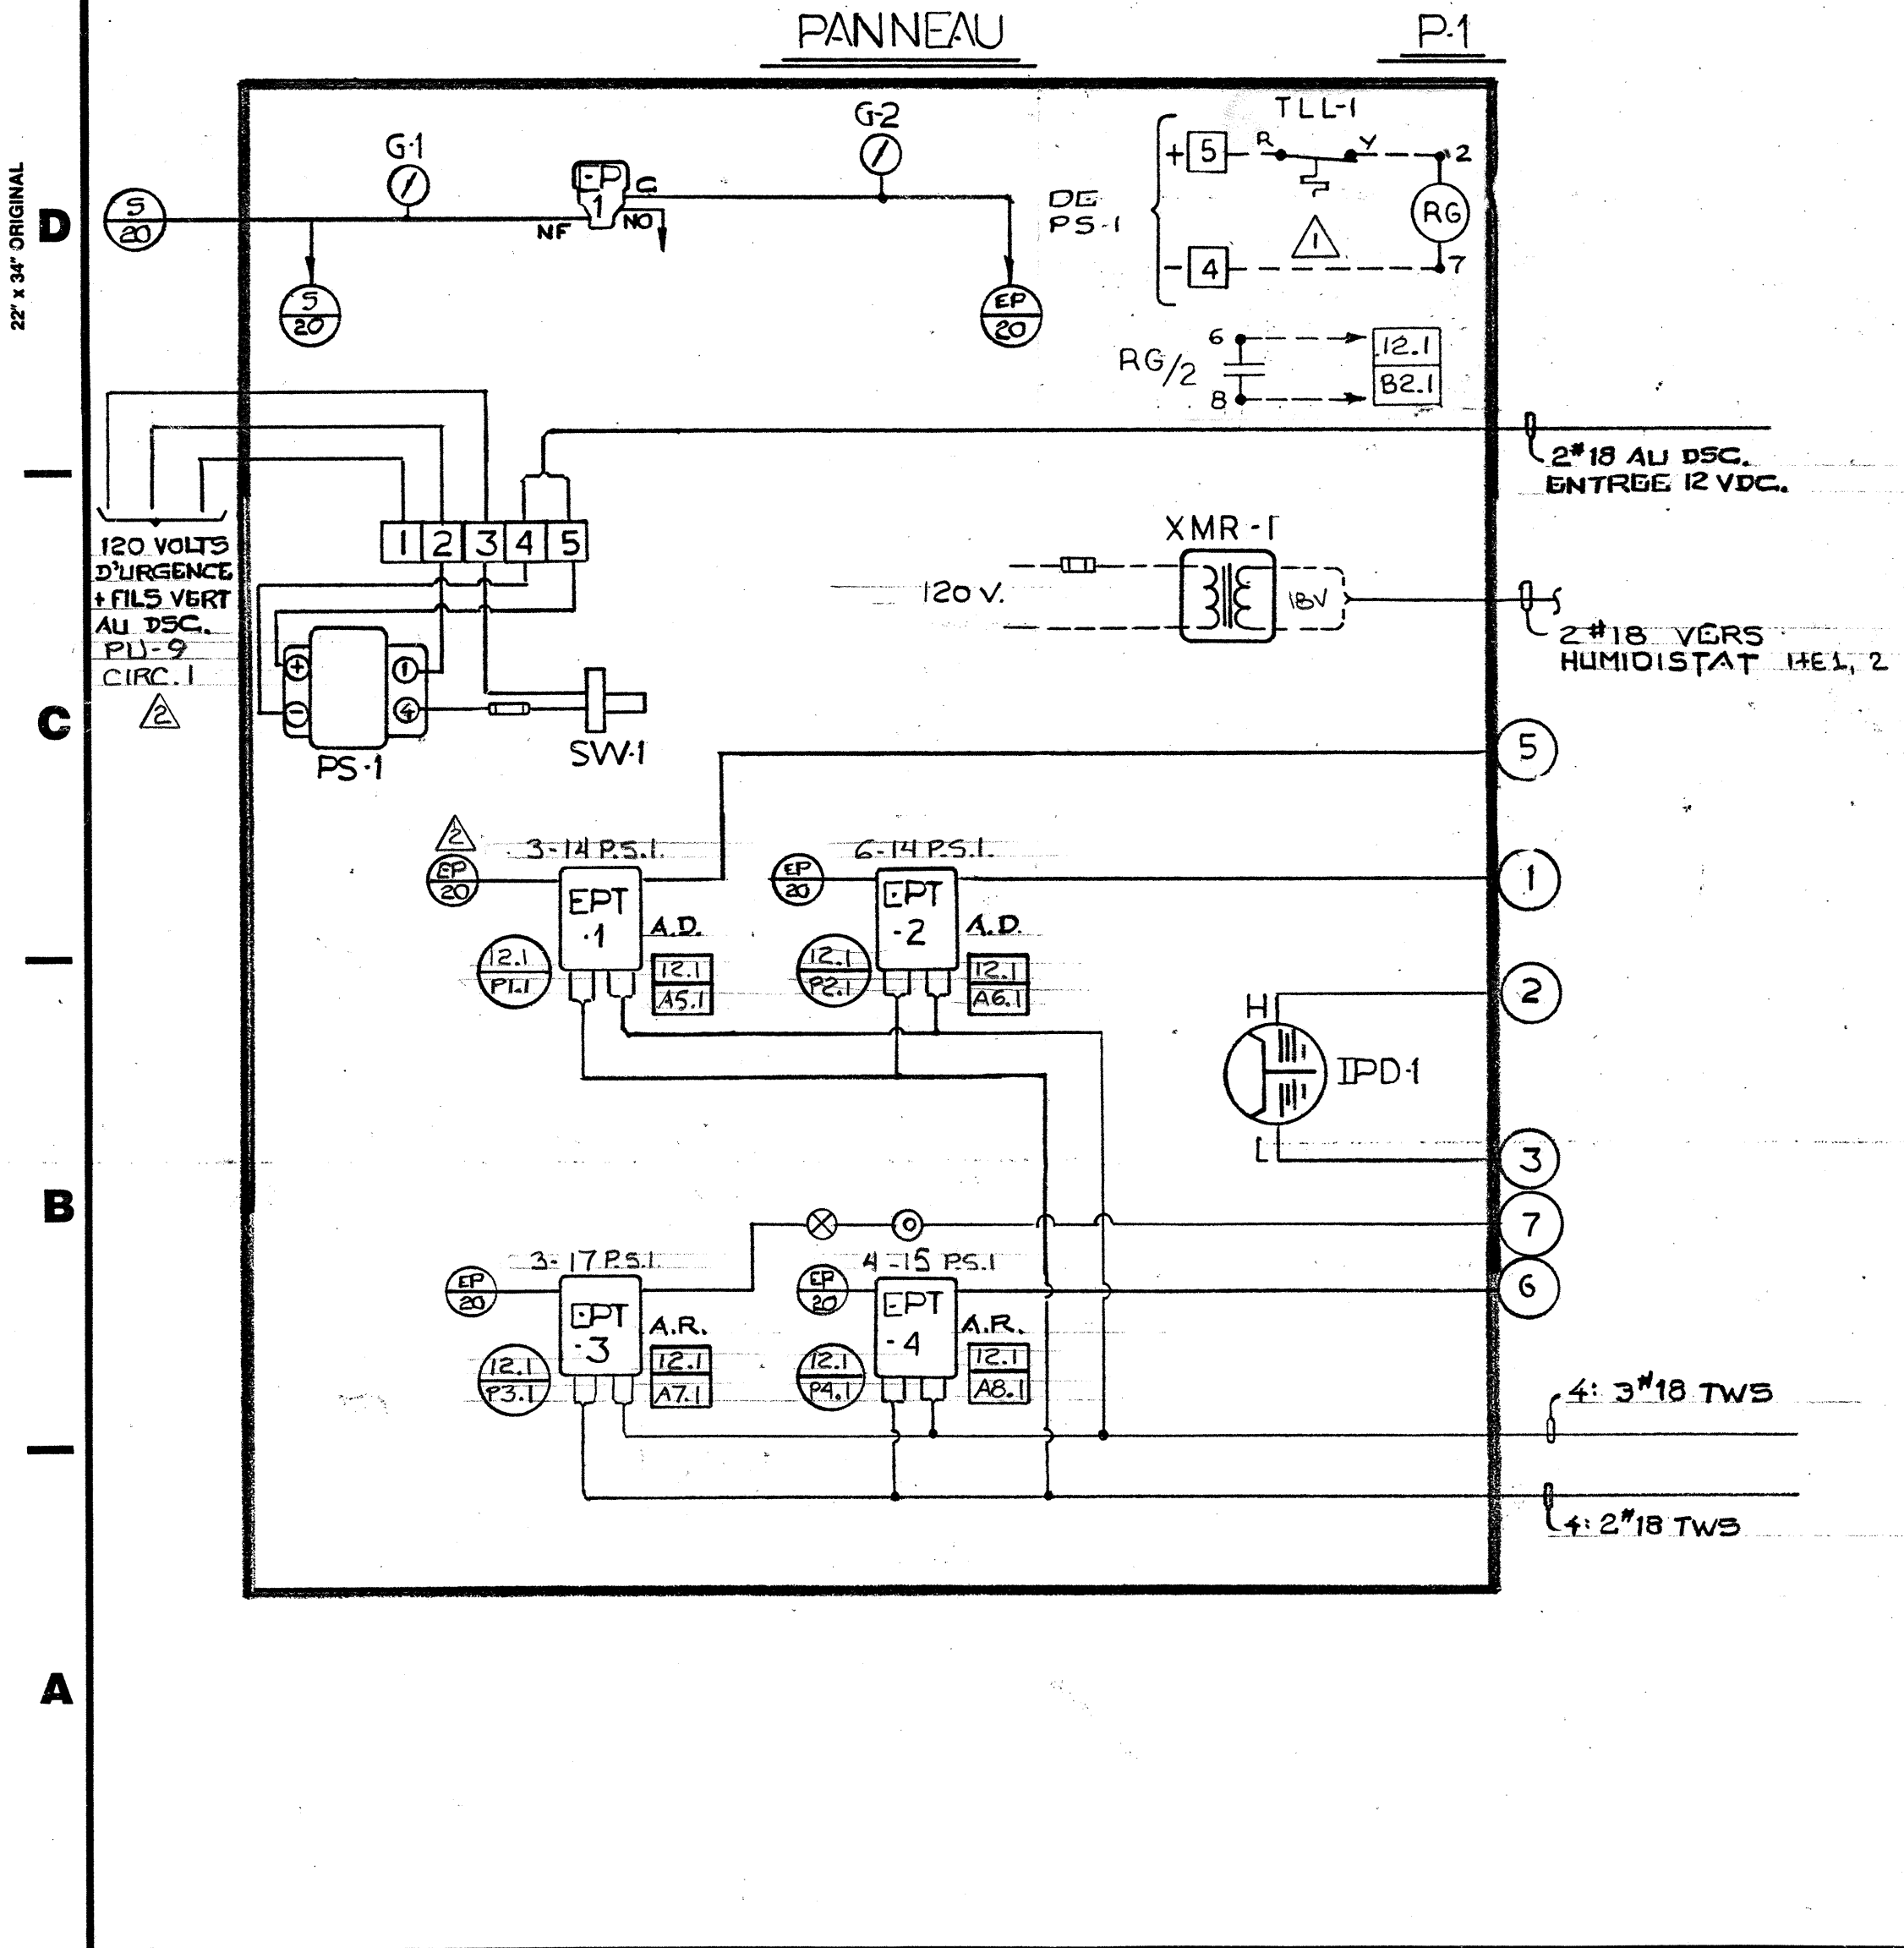 PANNEAU P.1
22" x 34" ORIGINAL
D
C
B
A
S
20
G-1
S
20
NF
EP
1
C
NO
G-2
EP
20
DE
PS-1
TLL-1
+ 5 R Y 2
RG
1
- 4 7
RG/2
6
8
12.1
B2.1
2#18 AU DSC.
ENTREE 12 VDC.
120 VOLTS
D'URGENCE
+ FILS VERT
AU DSC.
PU-9
CIRC. 1
2
1 2 3 4 5
+ 1
- 4
PS-1
SW-1
XMR-1
120 V.
18V
2 #18 VERS
HUMIDISTAT HE1, 2
5
2
EP
20
3-14 P.S.I.
EPT
-1
A.D.
12.1
P1.1
12.1
A5.1
EP
20
6-14 P.S.I.
EPT
-2
A.D.
12.1
P2.1
12.1
A6.1
1
2
H
IPD-1
L
3
7
6
EP
20
3-17 P.S.I.
EPT
-3
A.R.
12.1
P3.1
12.1
A7.1
EP
20
4-15 P.S.I
EPT
-4
A.R.
12.1
P4.1
12.1
A8.1
4: 3#18 TWS
4: 2#18 TWS